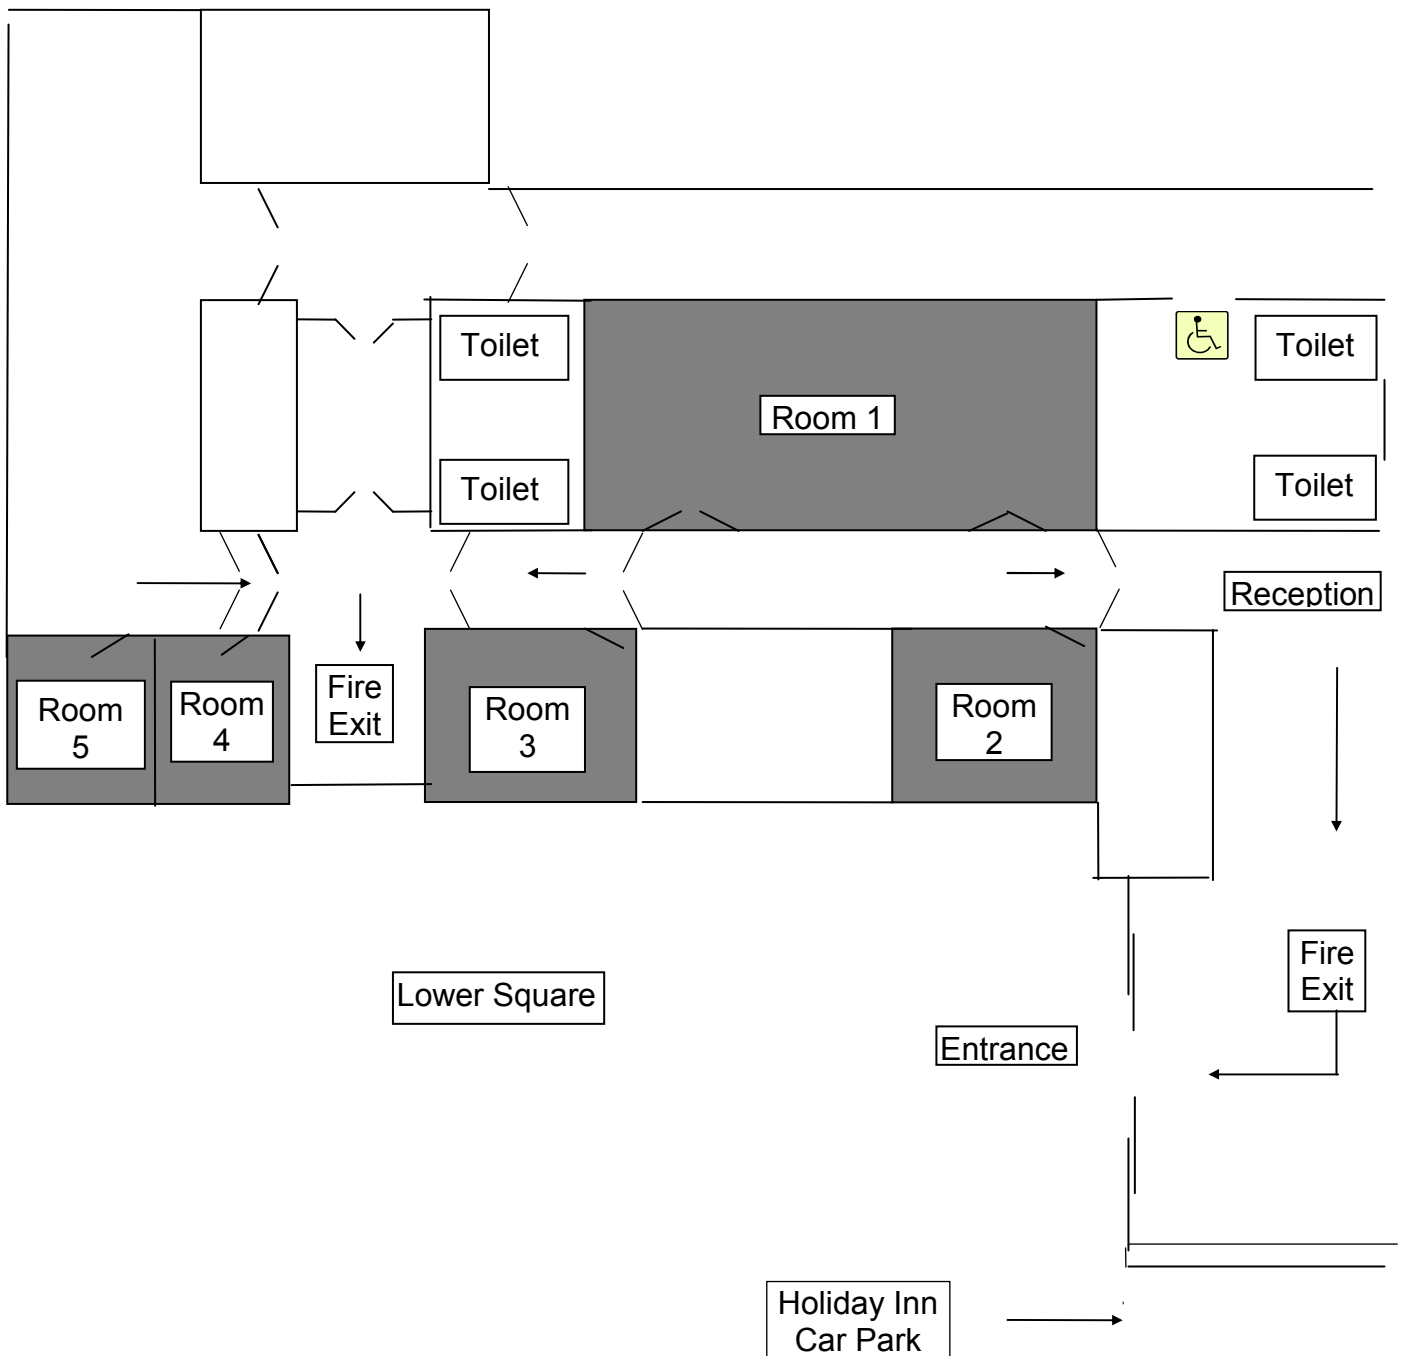 Toilet
Toilet
Room 1
Toilet
Toilet
Reception
Room
5
Room
4
Fire
Exit
Room
3
Room
2
Fire
Exit
Lower Square
Entrance
Holiday Inn
Car Park